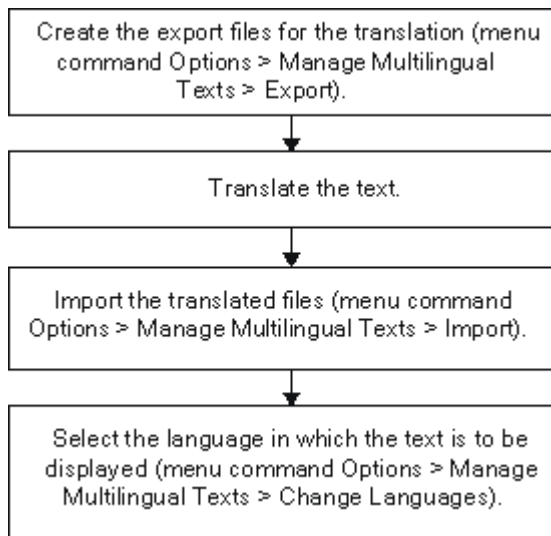 Create the export files for the translation (menu
command Options > Manage Multilingual
Texts > Export).
Translate the text.
Import the translated files (menu command
Options > Manage Multilingual Texts > Import).
Select the language in which the text is to be
displayed (menu command Options > Manage
Multilingual Texts > Change Languages).